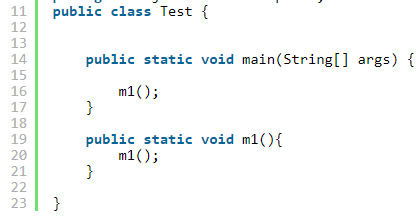 11 public class Test {
12
13
14     public static void main(String[] args) {
15
16         m1();
17     }
18
19     public static void m1(){
20         m1();
21     }
22
23 }